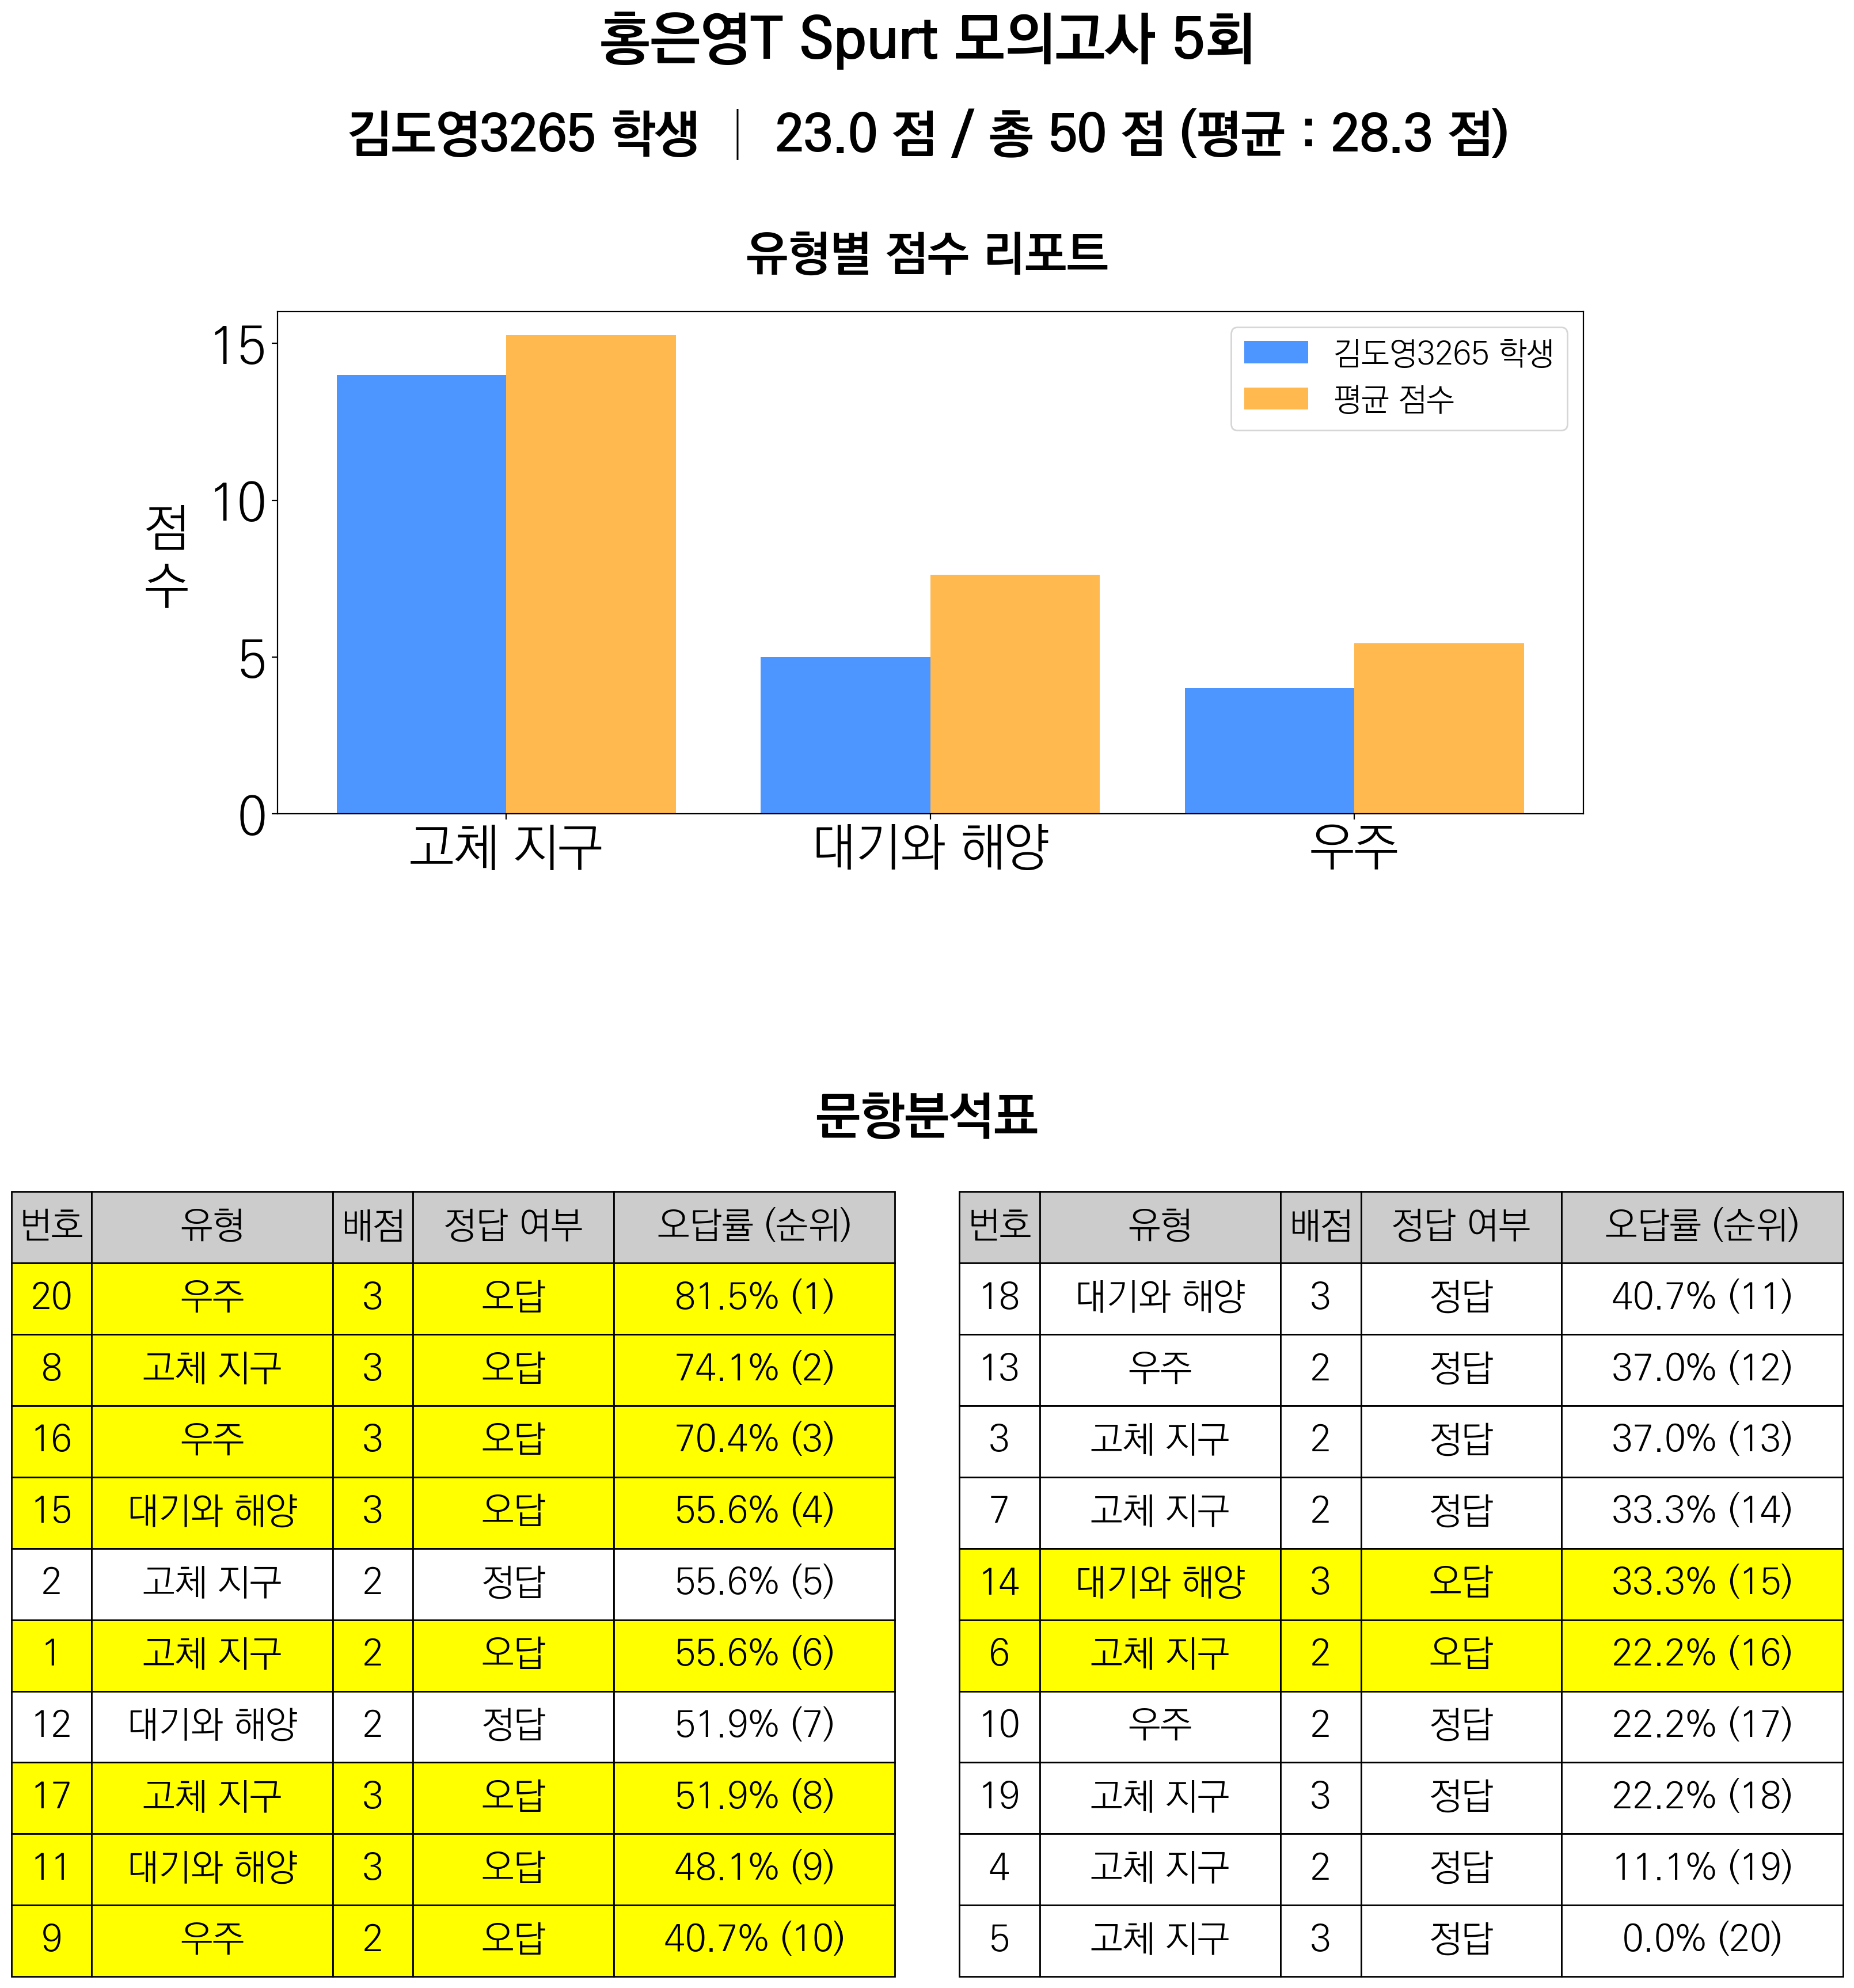 홍은영T Spurt 모의고사 5회
김도영3265 학생 | 23.0 점 / 총 50 점 (평균 : 28.3 점)
유형별 점수 리포트
15
10
5
0
점
수
김도영3265 학생
평균 점수
고체 지구 대기와 해양 우주
문항분석표
번호 유형 배점 정답 여부 오답률 (순위)
20 우주 3 오답 81.5% (1)
8 고체 지구 3 오답 74.1% (2)
16 우주 3 오답 70.4% (3)
15 대기와 해양 3 오답 55.6% (4)
2 고체 지구 2 정답 55.6% (5)
1 고체 지구 2 오답 55.6% (6)
12 대기와 해양 2 정답 51.9% (7)
17 고체 지구 3 오답 51.9% (8)
11 대기와 해양 3 오답 48.1% (9)
9 우주 2 오답 40.7% (10)
번호 유형 배점 정답 여부 오답률 (순위)
18 대기와 해양 3 정답 40.7% (11)
13 우주 2 정답 37.0% (12)
3 고체 지구 2 정답 37.0% (13)
7 고체 지구 2 정답 33.3% (14)
14 대기와 해양 3 오답 33.3% (15)
6 고체 지구 2 오답 22.2% (16)
10 우주 2 정답 22.2% (17)
19 고체 지구 3 정답 22.2% (18)
4 고체 지구 2 정답 11.1% (19)
5 고체 지구 3 정답 0.0% (20)